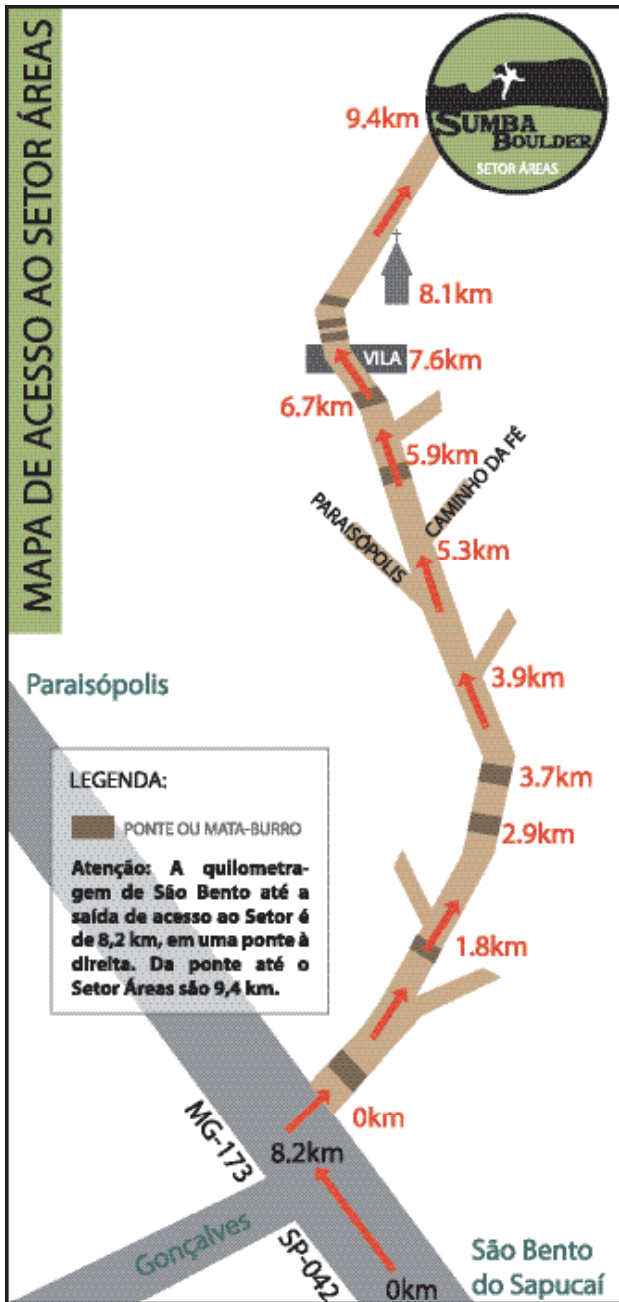 MAPA DE ACESSO AO SETOR ÁREAS
SUMBA
BOULDER
SETOR ÁREAS
9.4km
8.1km
VILA
7.6km
6.7km
5.9km
CAMINHO DA FÉ
PARAISÓPOLIS
5.3km
3.9km
3.7km
2.9km
1.8km
0km
Paraisópolis
LEGENDA:
PONTE OU MATA-BURRO
Atenção: A quilometra-
gem de São Bento até a
saída de acesso ao Setor é
de 8,2 km, em uma ponte à
direita. Da ponte até o
Setor Áreas são 9,4 km.
MG-173
8.2km
Gonçalves
SP-042
0km
São Bento
do Sapucaí